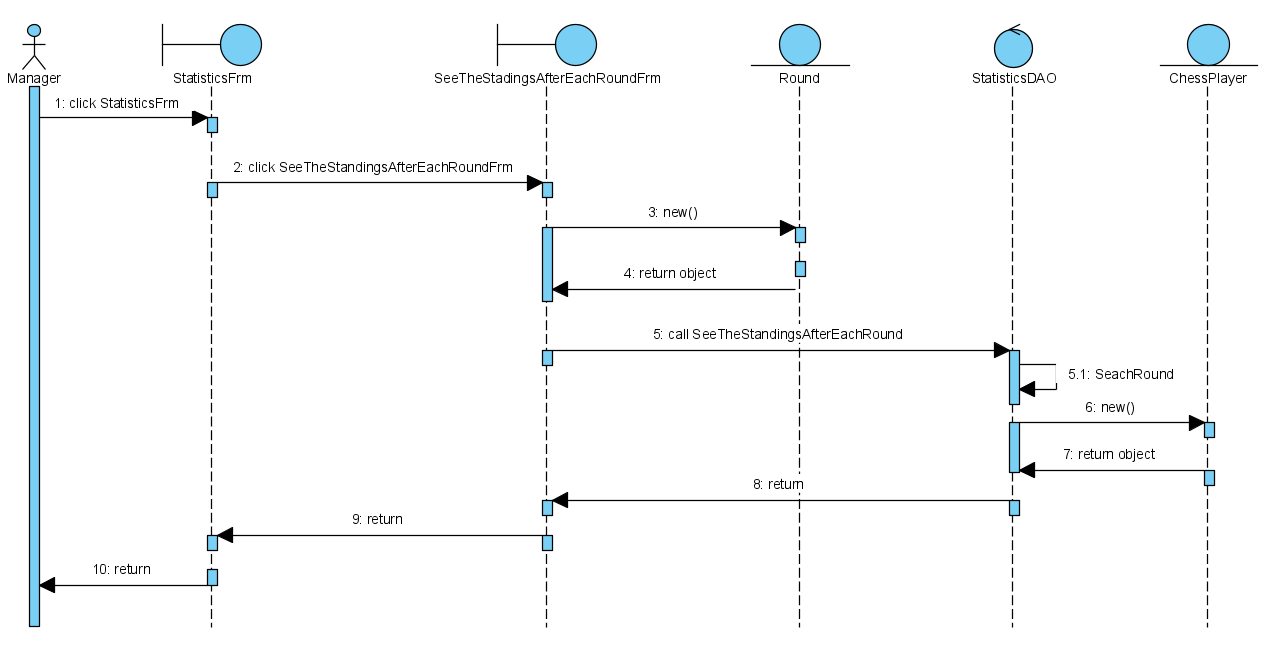 Manager
StatisticsFrm
SeeTheStadingsAfterEachRoundFrm
Round
StatisticsDAO
ChessPlayer
1: click StatisticsFrm
2: click SeeTheStandingsAfterEachRoundFrm
3: new()
4: return object
5: call SeeTheStandingsAfterEachRound
5.1: SeachRound
6: new()
7: return object
8: return
9: return
10: return